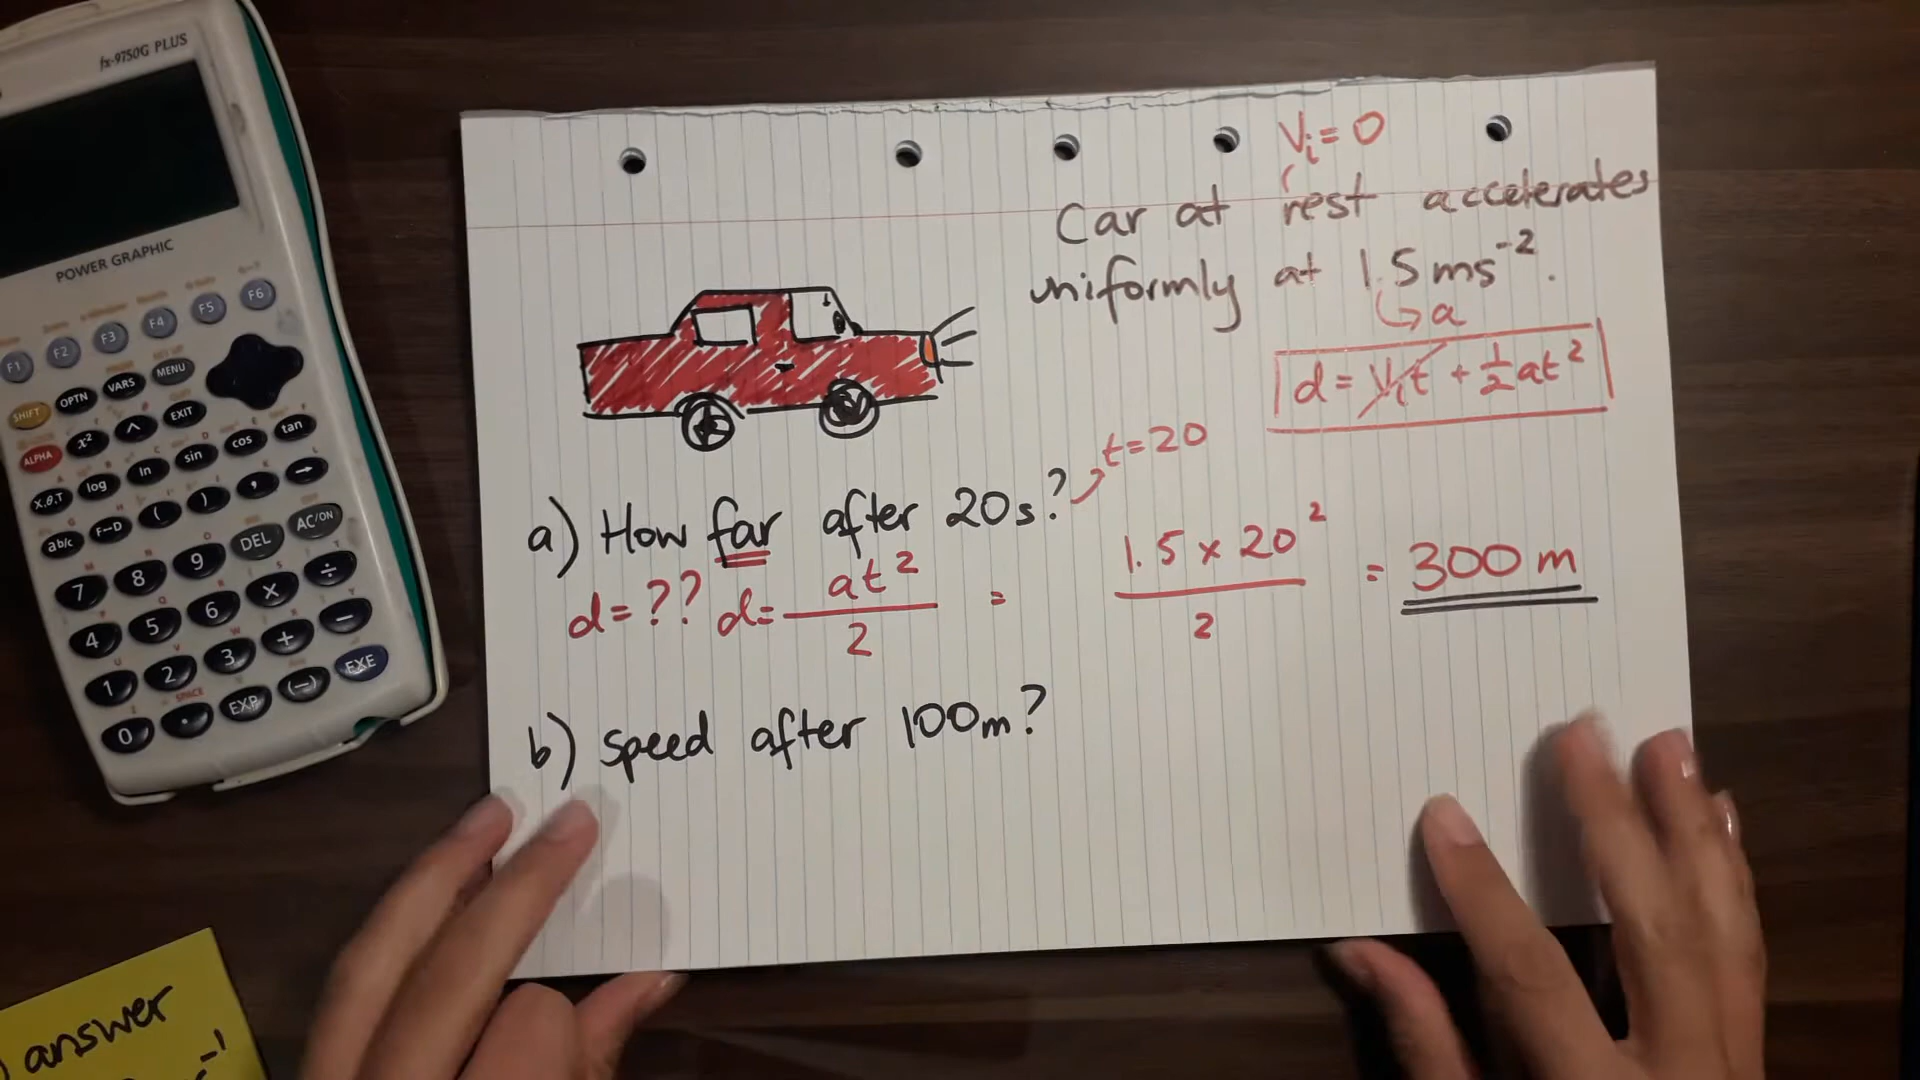 fx-9750G PLUS
POWER GRAPHIC
F1 F2 F3 F4 F5 F6
SHIFT OPTN VARS MENU
ALPHA x² ^ EXIT
X,θ,T log ln sin cos tan
ab/c F↔D ( ) , →
7 8 9 DEL AC/ON
4 5 6 × ÷
1 2 3 + −
0 . EXP (−) EXE
Vi = 0
Car at rest accelerates
uniformly at 1.5 ms⁻².
a
d = Vit + ½at²
t=20
a) How far after 20s?
d=?? d= at²/2 = 1.5 × 20²/2 = 300 m
b) Speed after 100m?
answer